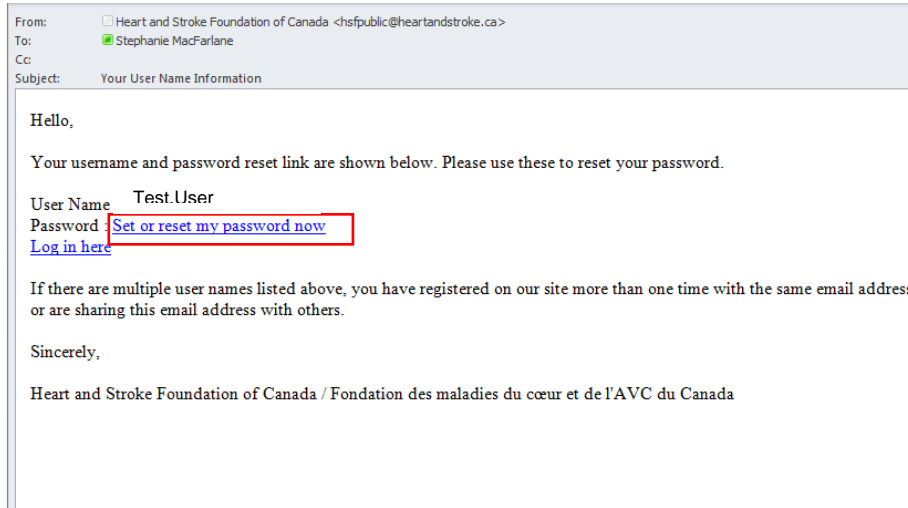 From: Heart and Stroke Foundation of Canada <hsfpublic@heartandstroke.ca>
To: Stephanie MacFarlane
Cc:
Subject: Your User Name Information
Hello,
Your username and password reset link are shown below. Please use these to reset your password.
User Name Test.User
Password : Set or reset my password now
Log in here
If there are multiple user names listed above, you have registered on our site more than one time with the same email address
or are sharing this email address with others.
Sincerely,
Heart and Stroke Foundation of Canada / Fondation des maladies du cœur et de l'AVC du Canada